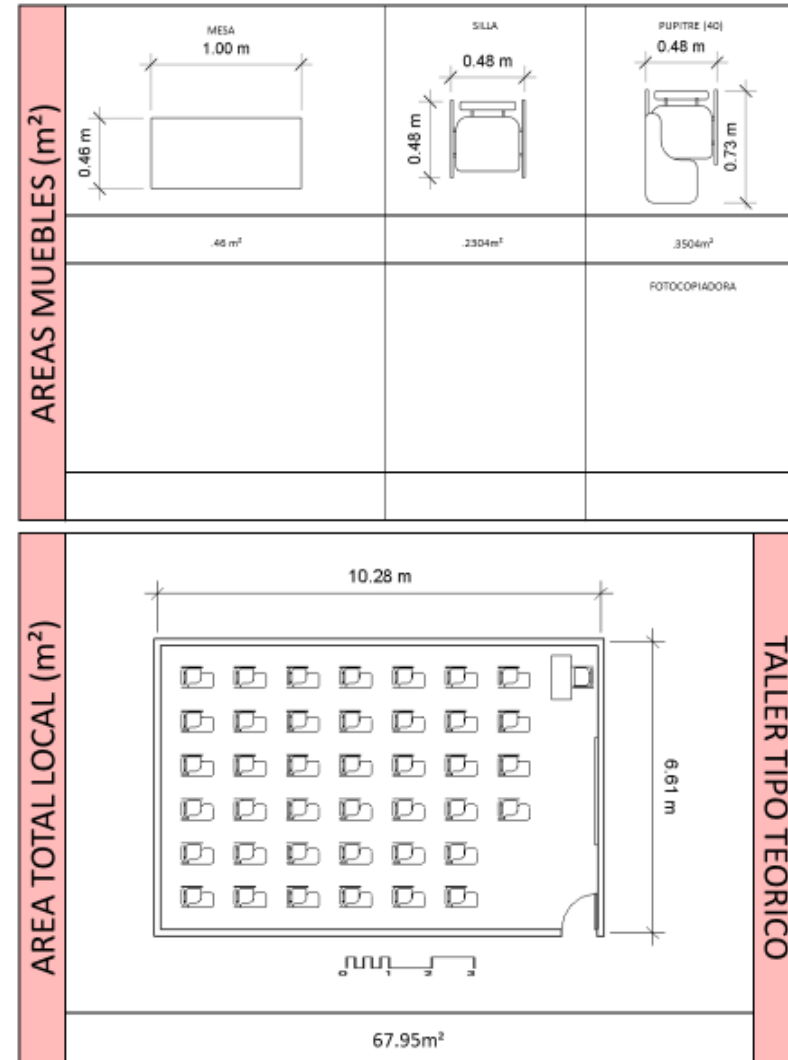 AREAS MUEBLES (m²)
MESA
1.00 m
0.46 m
.46 m²
SILLA
0.48 m
0.48 m
.2304m²
PUPITRE (40)
0.48 m
0.73 m
.3504m²
FOTOCOPIADORA
AREA TOTAL LOCAL (m²)
10.28 m
6.61 m
0 1 2 3
67.95m²
TALLER TIPO TEORICO